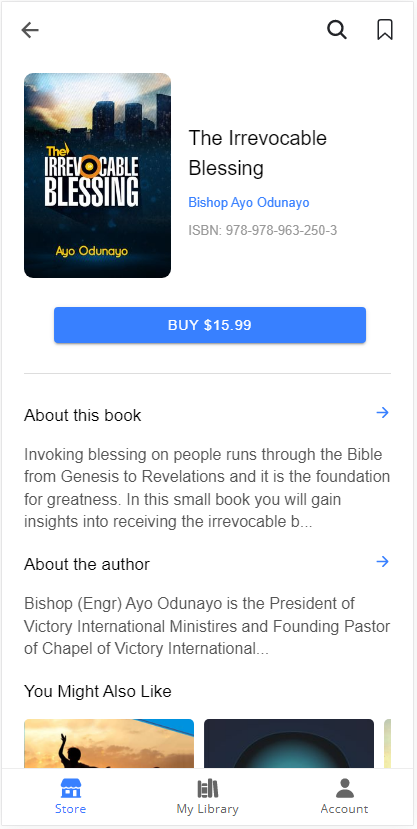 The
IRREVOCABLE
BLESSING
Ayo Odunayo
The Irrevocable
Blessing
Bishop Ayo Odunayo
ISBN: 978-978-963-250-3
BUY $15.99
About this book
Invoking blessing on people runs through the Bible
from Genesis to Revelations and it is the foundation
for greatness. In this small book you will gain
insights into receiving the irrevocable b...
About the author
Bishop (Engr) Ayo Odunayo is the President of
Victory International Ministires and Founding Pastor
of Chapel of Victory International...
You Might Also Like
Store
My Library
Account